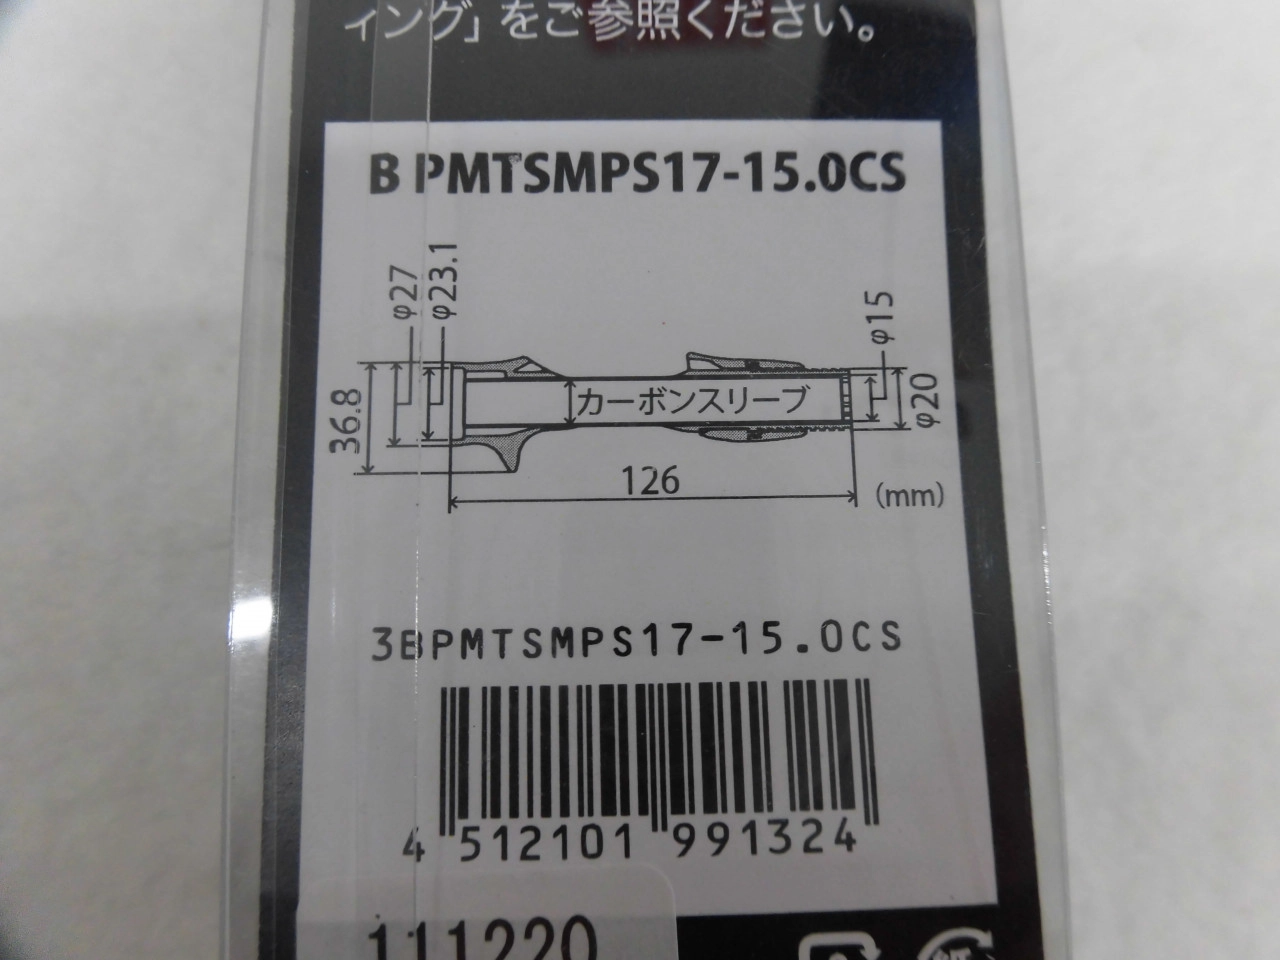 ィング」をご参照ください。
B PMTSMPS17-15.0CS
φ27
φ23.1
φ15
36.8
カーボンスリーブ
φ20
126
(mm)
3BPMTSMPS17-15.0CS
4 512101 991324
111220